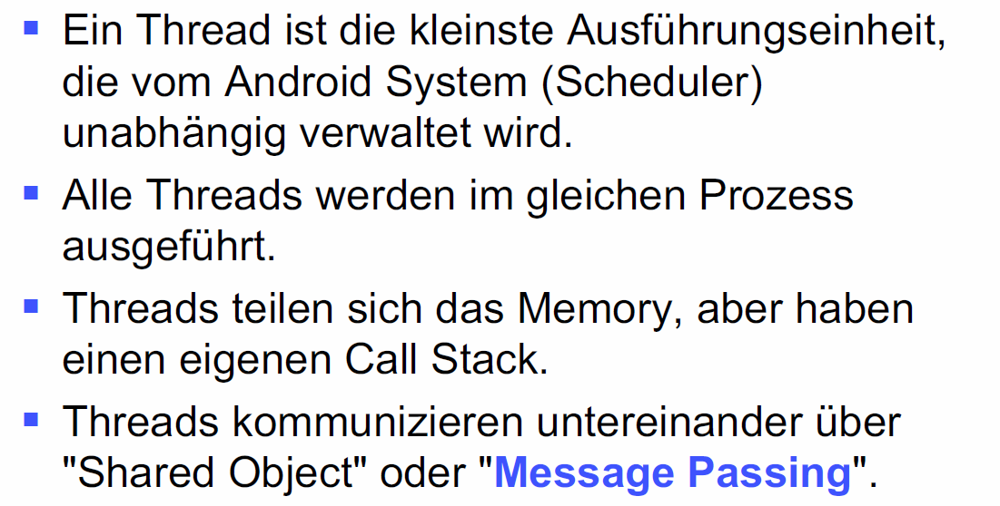 ▪ Ein Thread ist die kleinste Ausführungseinheit,
die vom Android System (Scheduler)
unabhängig verwaltet wird.
▪ Alle Threads werden im gleichen Prozess
ausgeführt.
▪ Threads teilen sich das Memory, aber haben
einen eigenen Call Stack.
▪ Threads kommunizieren untereinander über
"Shared Object" oder "Message Passing".